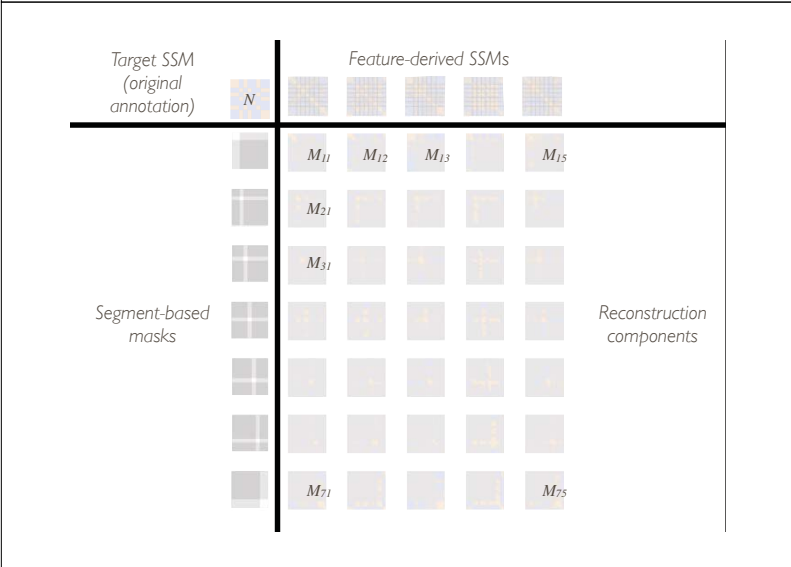 Target SSM
(original
annotation)
N
Feature-derived SSMs
M11 M12 M13 M15
M21
M31
Segment-based
masks
Reconstruction
components
M71 M75